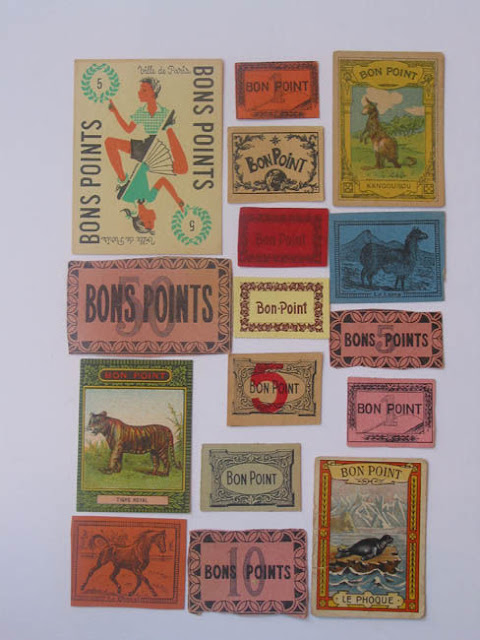 BONS POINTS
5
Ville de Paris
BONS POINTS
5
Ville de Paris
BON POINT
1
BON POINT
KANGOUROU
BON POINT
Bon Point
Le Lama
BONS POINTS
50
Bon-Point
BONS POINTS
5
BON POINT
5
BON POINT
1
BON POINT
TIGRE ROYAL
BON POINT
BON POINT
LE PHOQUE
BONS POINTS
10